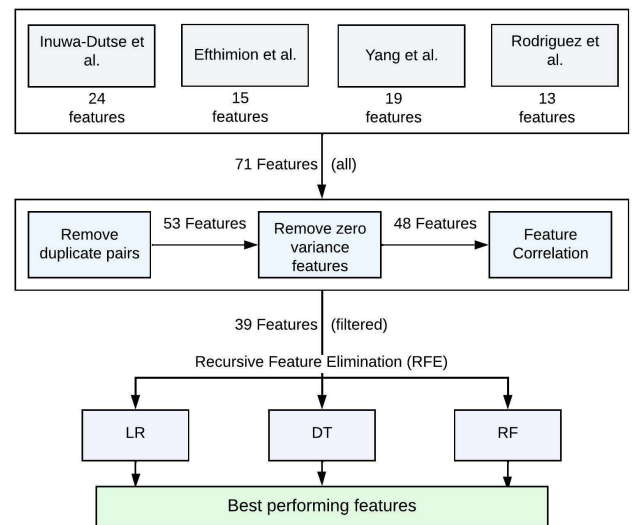 Inuwa-Dutse et
al.
Efthimion et al.
Yang et al.
Rodriguez et
al.
24
features
15
features
19
features
13
features
71 Features (all)
Remove
duplicate pairs
53 Features
Remove zero
variance
features
48 Features
Feature
Correlation
39 Features (filtered)
Recursive Feature Elimination (RFE)
LR
DT
RF
Best performing features